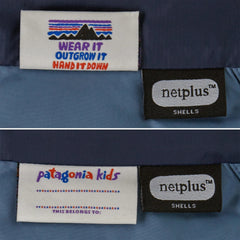 WEAR IT
OUTGROW IT
HAND IT DOWN
netplus™
SHELLS
patagonia kids
THIS BELONGS TO:
netplus™
SHELLS